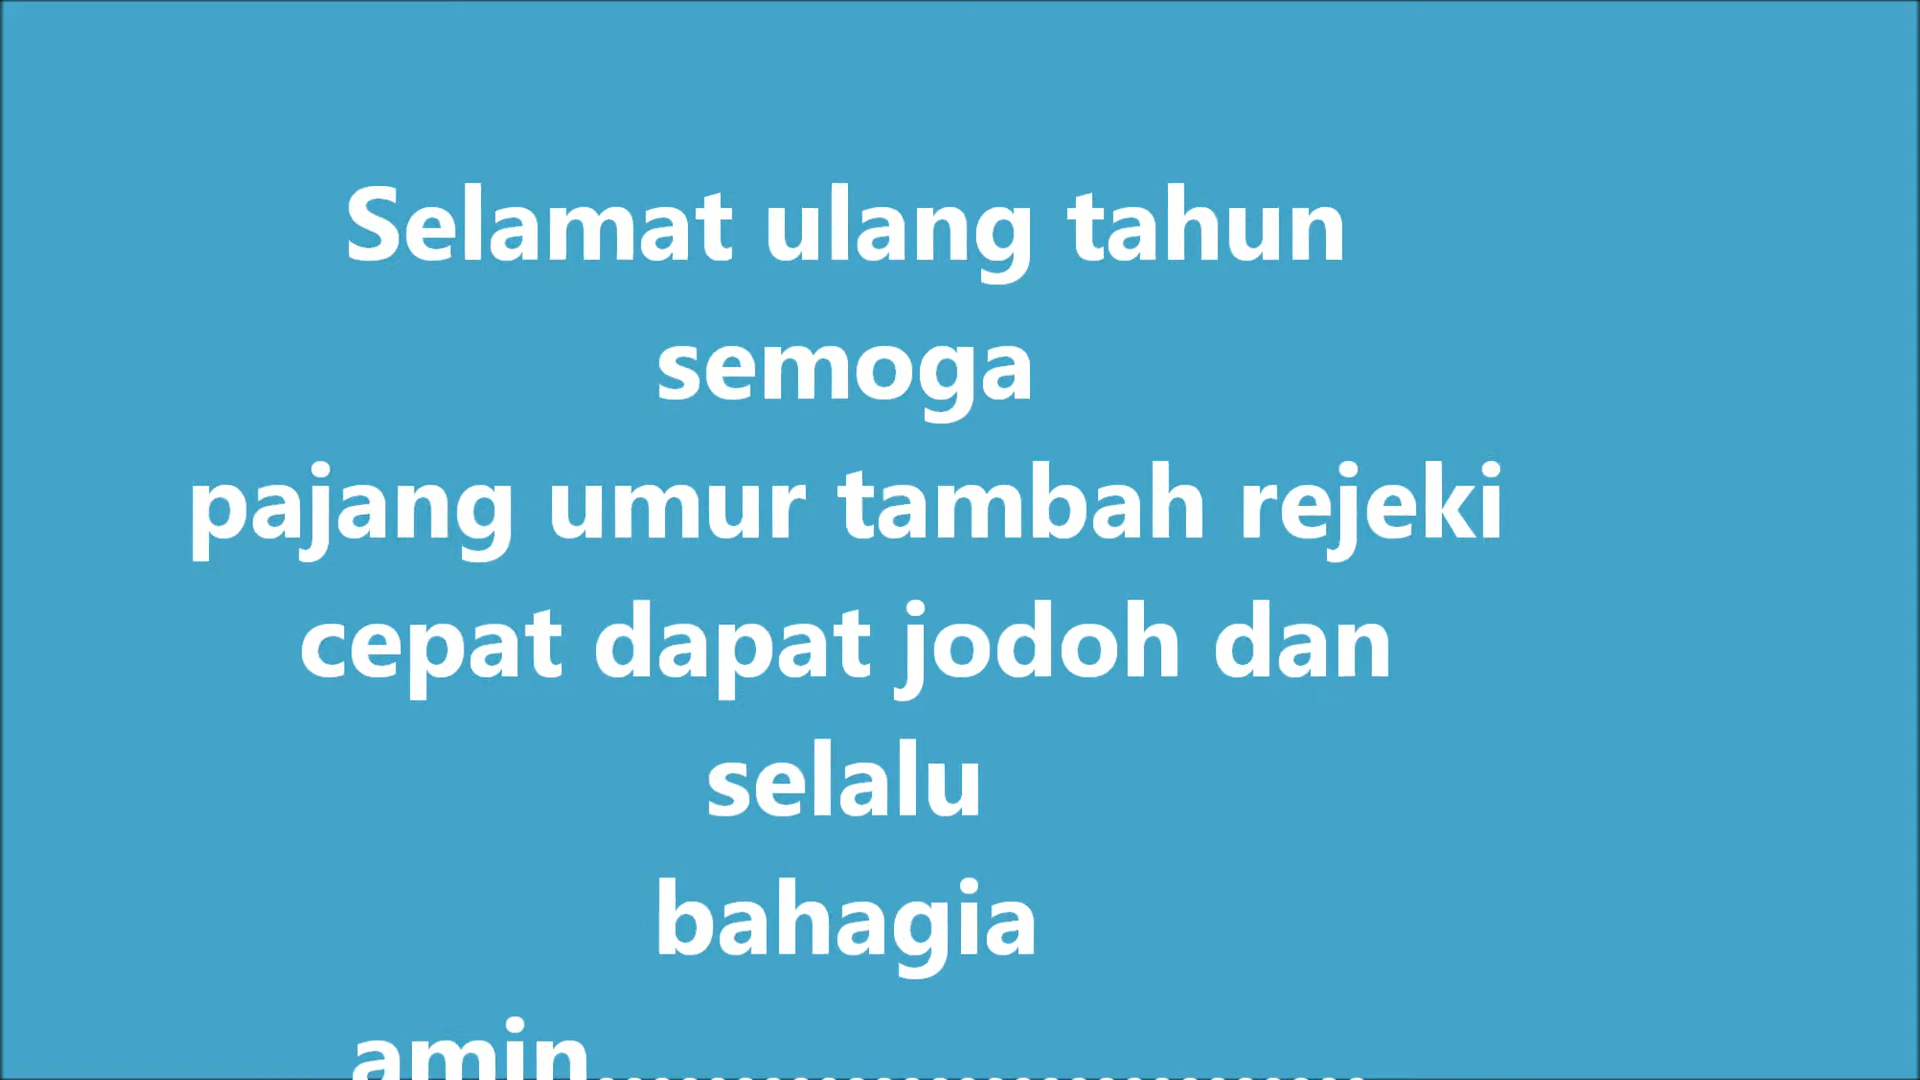 Selamat ulang tahun
semoga
pajang umur tambah rejeki
cepat dapat jodoh dan
selalu
bahagia
amin............................